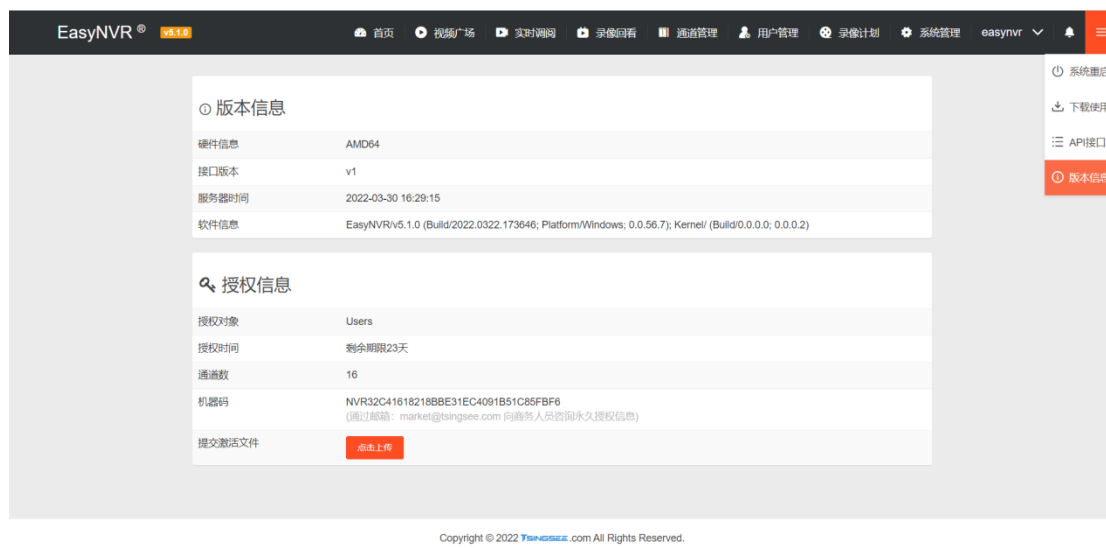 EasyNVR ® v5.1.0 首页 视频广场 实时调阅 录像回看 通道管理 用户管理 录像计划 系统管理 easynvr
系统重启
下载使用
API接口
版本信息
版本信息
硬件信息 AMD64
接口版本 v1
服务器时间 2022-03-30 16:29:15
软件信息 EasyNVR/v5.1.0 (Build/2022.0322.173646; Platform/Windows; 0.0.56.7); Kernel/ (Build/0.0.0.0; 0.0.0.2)
授权信息
授权对象 Users
授权时间 剩余期限23天
通道数 16
机器码 NVR32C41618218BBE31EC4091B51C85FBF6
(通过邮箱：market@tsingsee.com 向商务人员咨询永久授权信息)
提交激活文件 点击上传
Copyright © 2022 TSINGSEE.com All Rights Reserved.